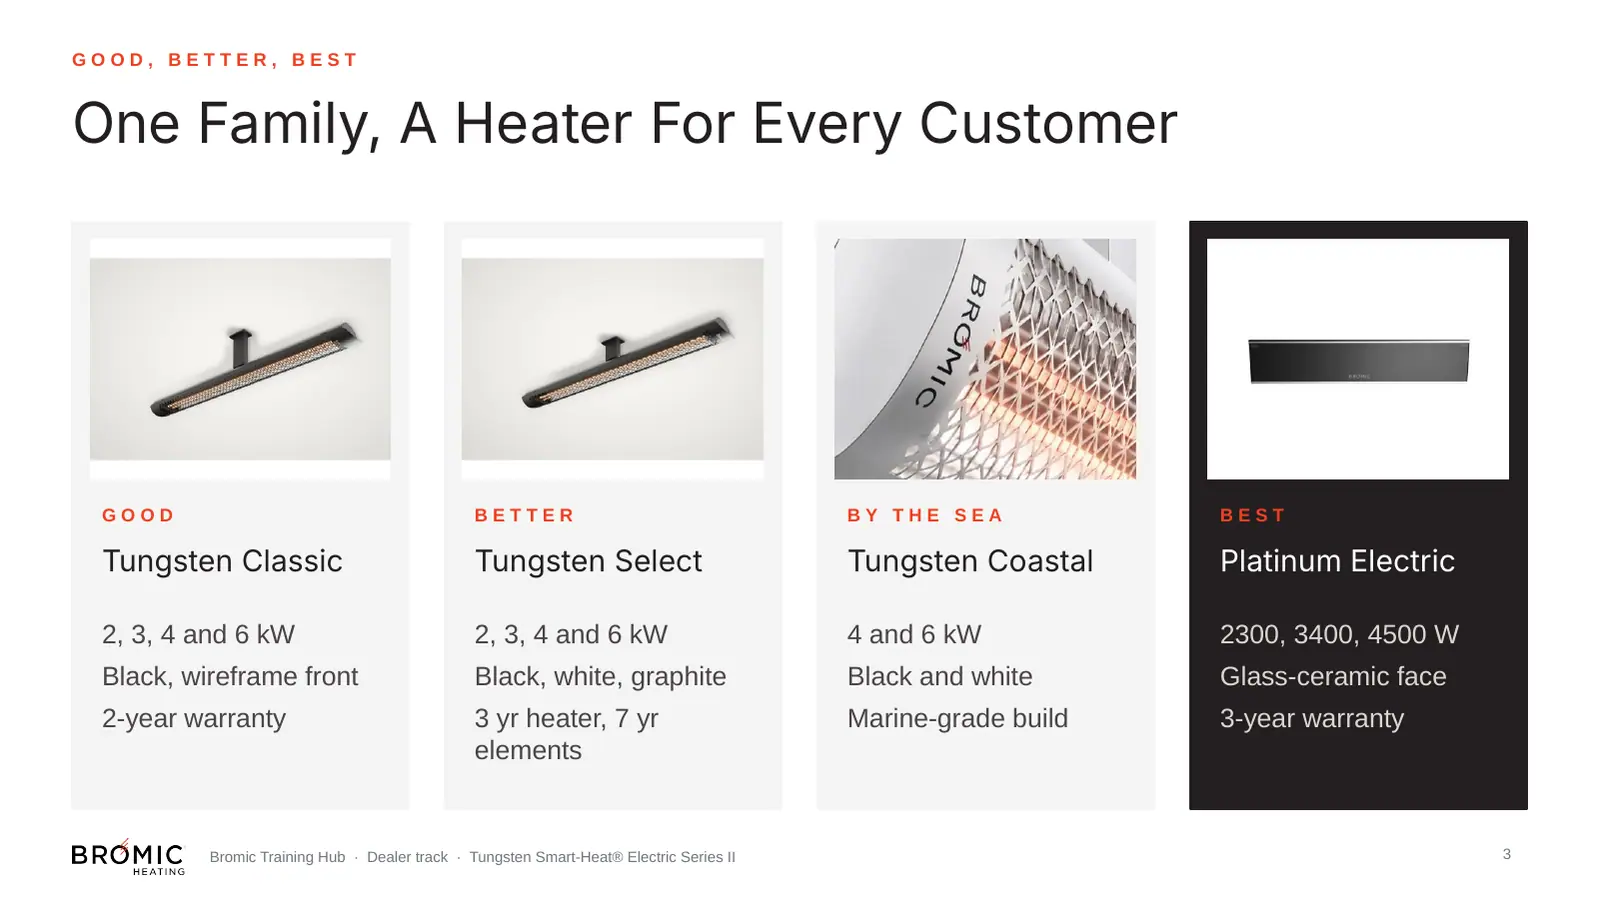 GOOD, BETTER, BEST
One Family, A Heater For Every Customer
BROMIC
BROMIC
GOOD
Tungsten Classic
2, 3, 4 and 6 kW
Black, wireframe front
2-year warranty
BETTER
Tungsten Select
2, 3, 4 and 6 kW
Black, white, graphite
3 yr heater, 7 yr
elements
BY THE SEA
Tungsten Coastal
4 and 6 kW
Black and white
Marine-grade build
BEST
Platinum Electric
2300, 3400, 4500 W
Glass-ceramic face
3-year warranty
BROMIC
HEATING
Bromic Training Hub · Dealer track · Tungsten Smart-Heat® Electric Series II
3